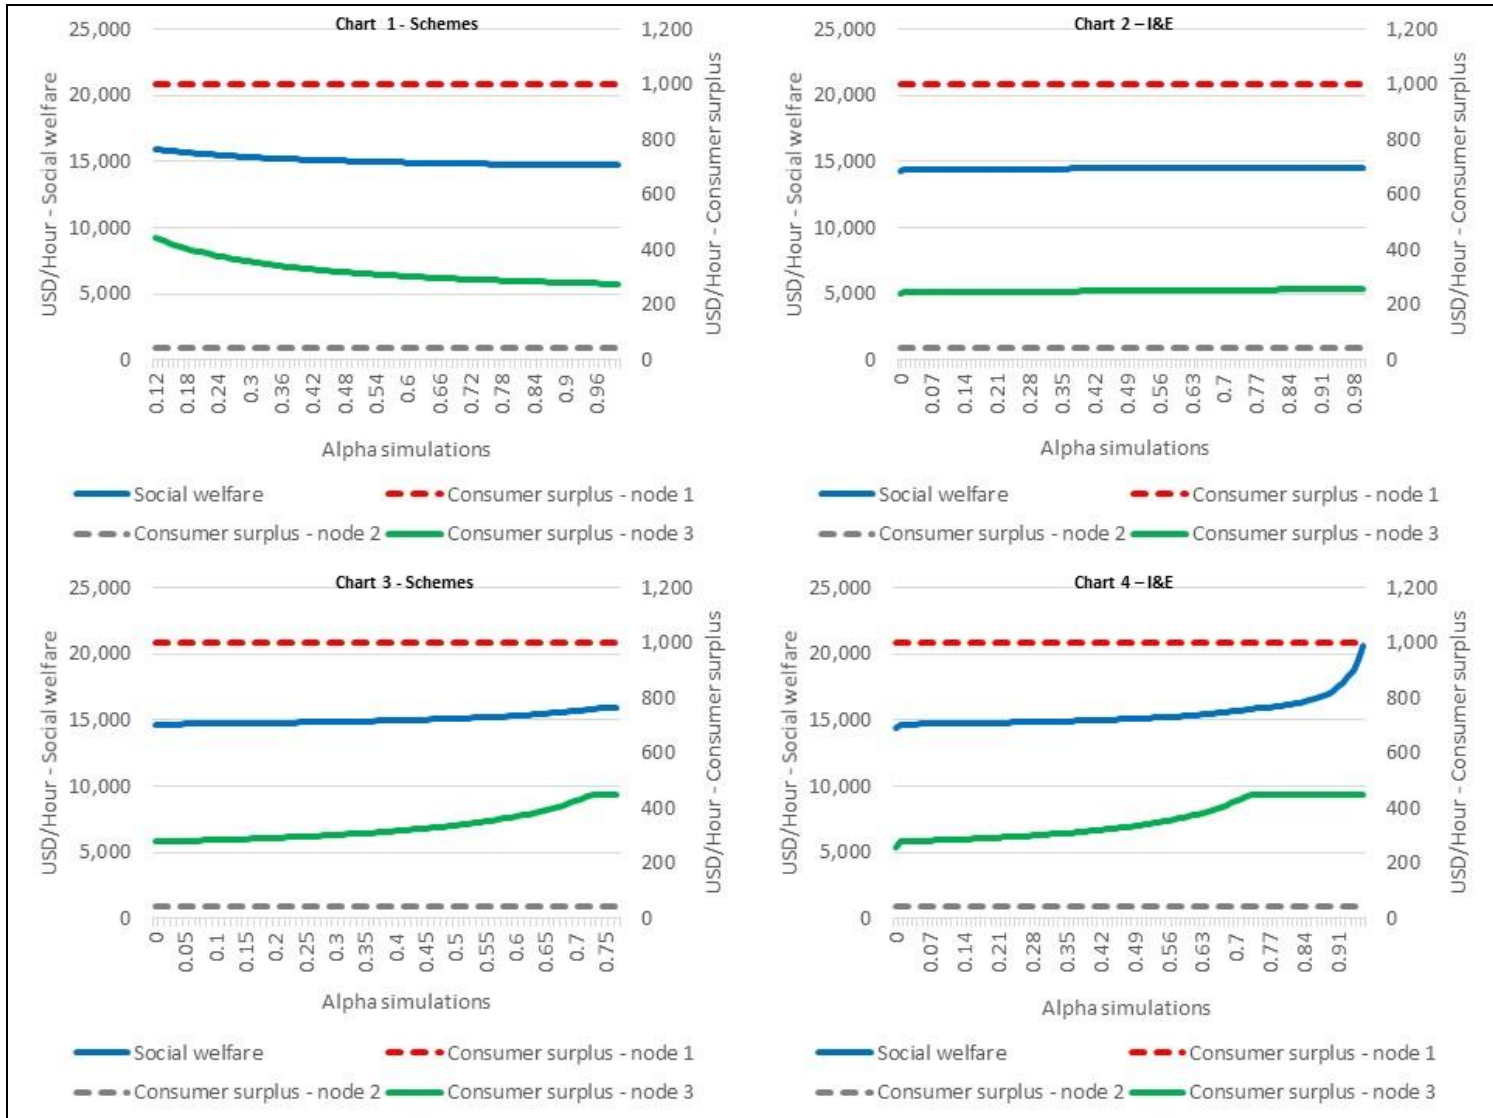 Chart 1 - Schemes
USD/Hour - Social welfare
25,000
20,000
15,000
10,000
5,000
0
1,200
1,000
800
600
400
200
0
USD/Hour - Consumer surplus
0.12 0.18 0.24 0.3 0.36 0.42 0.48 0.54 0.6 0.66 0.72 0.78 0.84 0.9 0.96
Alpha simulations
Social welfare
Consumer surplus - node 1
Consumer surplus - node 2
Consumer surplus - node 3
Chart 2 – I&E
USD/Hour - Social welfare
25,000
20,000
15,000
10,000
5,000
0
1,200
1,000
800
600
400
200
0
USD/Hour - Consumer surplus
0 0.07 0.14 0.21 0.28 0.35 0.42 0.49 0.56 0.63 0.7 0.77 0.84 0.91 0.98
Alpha simulations
Social welfare
Consumer surplus - node 1
Consumer surplus - node 2
Consumer surplus - node 3
Chart 3 - Schemes
USD/Hour - Social welfare
25,000
20,000
15,000
10,000
5,000
0
1,200
1,000
800
600
400
200
0
USD/Hour - Consumer surplus
0 0.05 0.1 0.15 0.2 0.25 0.3 0.35 0.4 0.45 0.5 0.55 0.6 0.65 0.7 0.75
Alpha simulations
Social welfare
Consumer surplus - node 1
Consumer surplus - node 2
Consumer surplus - node 3
Chart 4 – I&E
USD/Hour - Social welfare
25,000
20,000
15,000
10,000
5,000
0
1,200
1,000
800
600
400
200
0
USD/Hour - Consumer surplus
0 0.07 0.14 0.21 0.28 0.35 0.42 0.49 0.56 0.63 0.7 0.77 0.84 0.91
Alpha simulations
Social welfare
Consumer surplus - node 1
Consumer surplus - node 2
Consumer surplus - node 3